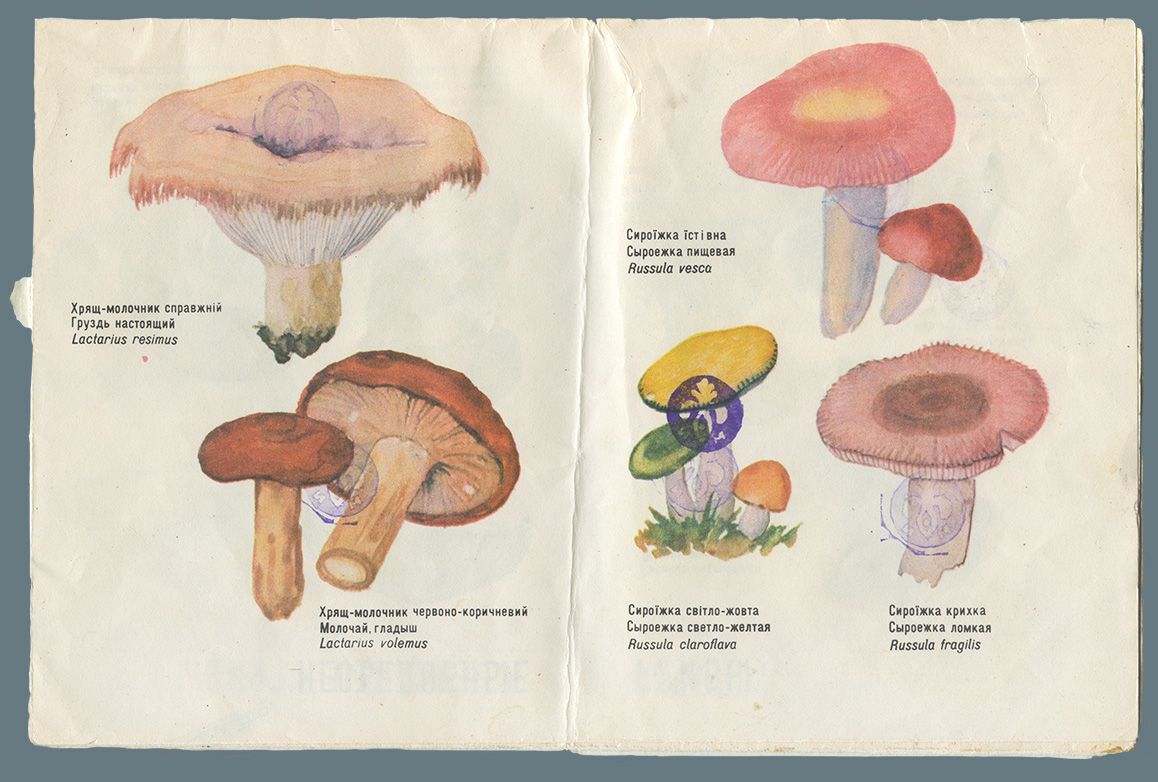 Хрящ-молочник справжній
Груздь настоящий
Lactarius resimus
Хрящ-молочник червоно-коричневий
Молочай, гладыш
Lactarius volemus
Сироїжка їстівна
Сыроежка пищевая
Russula vesca
Сироїжка світло-жовта
Сыроежка светло-желтая
Russula claroflava
Сироїжка крихка
Сыроежка ломкая
Russula fragilis